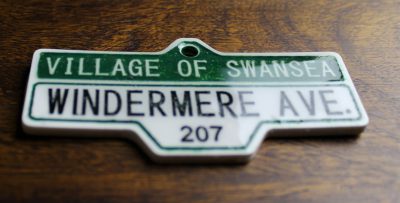 VILLAGE OF SWANSEA
WINDERMERE AVE.
207